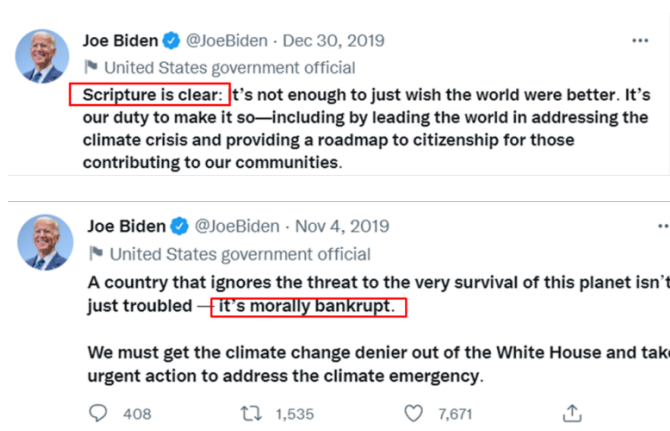 Joe Biden @JoeBiden · Dec 30, 2019
United States government official
Scripture is clear: It's not enough to just wish the world were better. It's
our duty to make it so—including by leading the world in addressing the
climate crisis and providing a roadmap to citizenship for those
contributing to our communities.
Joe Biden @JoeBiden · Nov 4, 2019
United States government official
A country that ignores the threat to the very survival of this planet isn't
just troubled — it's morally bankrupt.
We must get the climate change denier out of the White House and
urgent action to address the climate emergency.
408 1,535 7,671